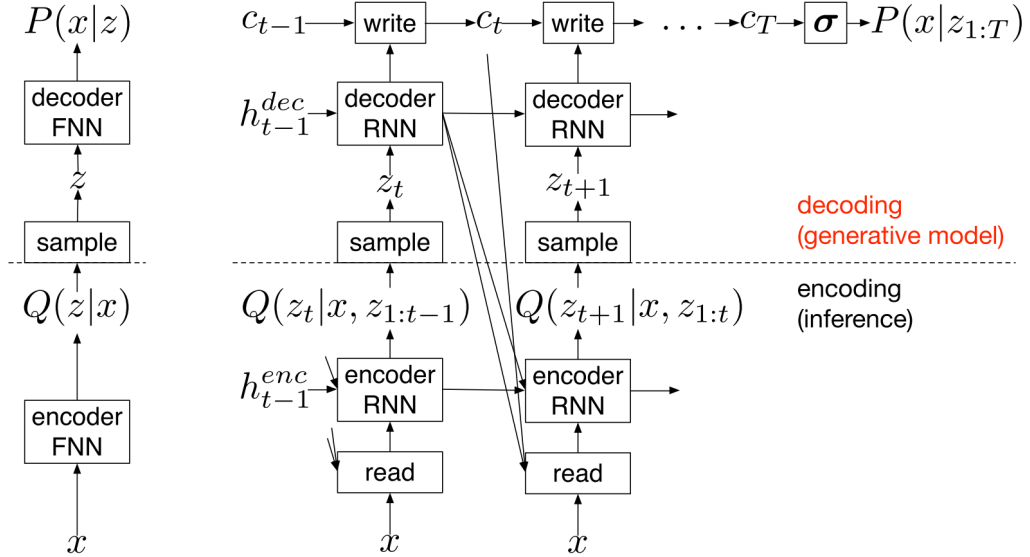 P(x|z)
decoder
FNN
z
sample
Q(z|x)
encoder
FNN
x
c_{t-1} write c_t write ... c_T σ P(x|z_{1:T})
h_{t-1}^{dec} decoder
RNN
decoder
RNN
z_t z_{t+1}
sample sample
decoding
(generative model)
Q(z_t|x, z_{1:t-1}) Q(z_{t+1}|x, z_{1:t})
encoding
(inference)
h_{t-1}^{enc} encoder
RNN
encoder
RNN
read read
x x